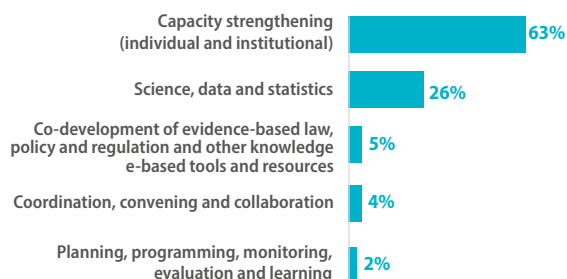 Capacity strengthening
(individual and institutional)
63%
Science, data and statistics
26%
Co-development of evidence-based law,
policy and regulation and other knowledge
e-based tools and resources
5%
Coordination, convening and collaboration
4%
Planning, programming, monitoring,
evaluation and learning
2%